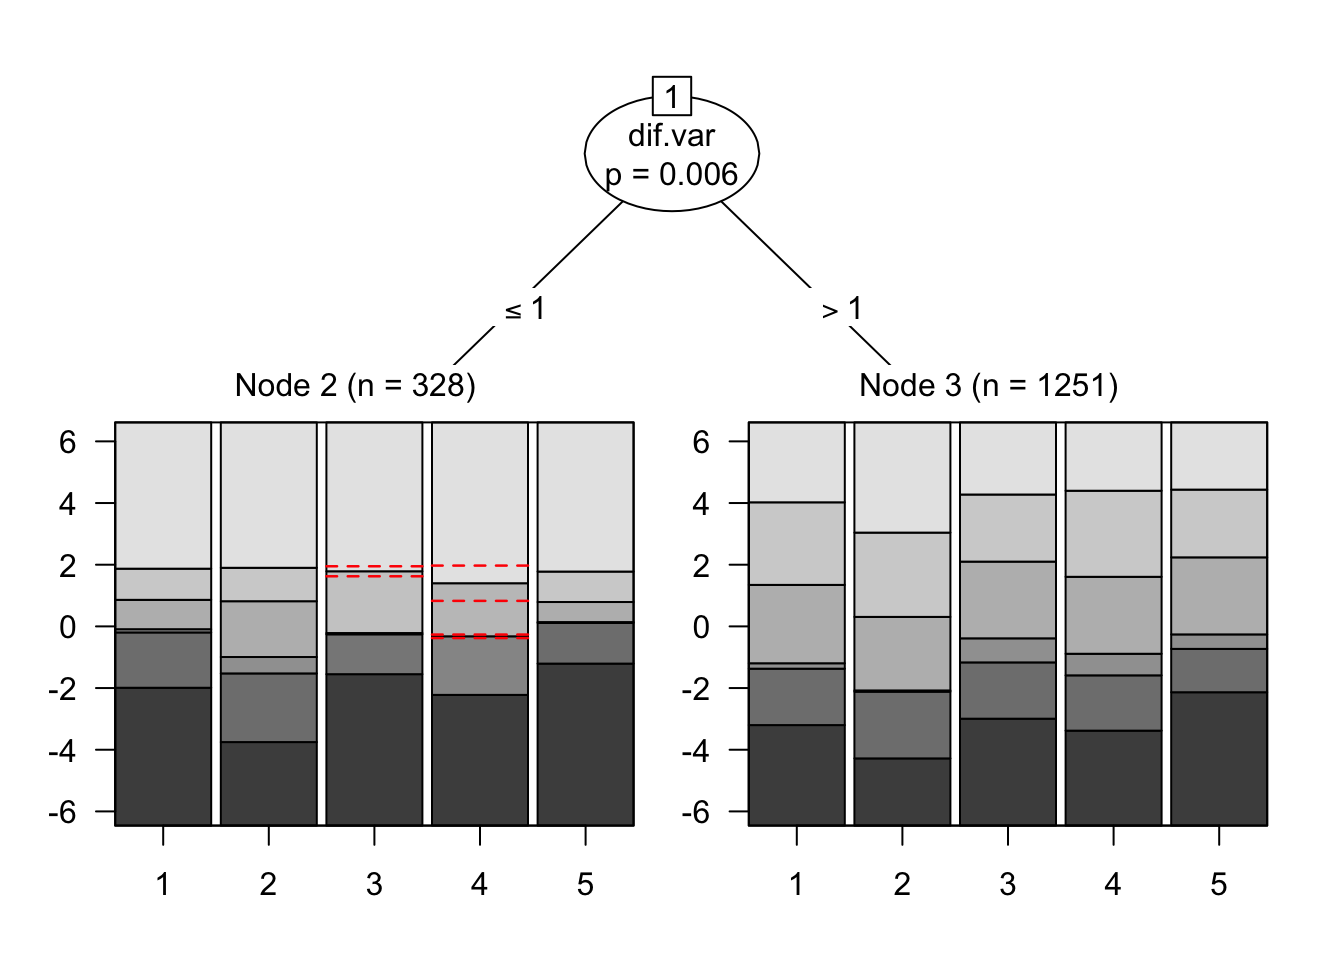 1
dif.var
p = 0.006
≤ 1
> 1
Node 2 (n = 328)
Node 3 (n = 1251)
6
4
2
0
-2
-4
-6
1 2 3 4 5
6
4
2
0
-2
-4
-6
1 2 3 4 5